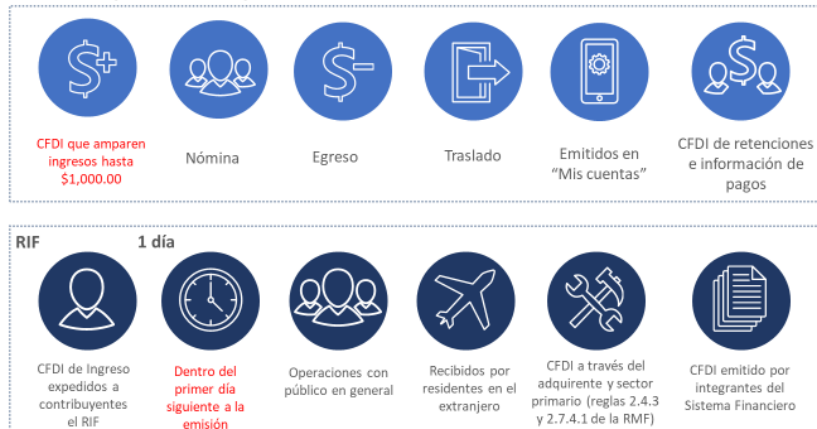 CFDI que amparen
ingresos hasta
$1,000.00
Nómina
Egreso
Traslado
Emitidos en
“Mis cuentas”
CFDI de retenciones
e información de
pagos
RIF
1 día
CFDI de Ingreso
expedidos a
contribuyentes
el RIF
Dentro del
primer día
siguiente a la
emisión
Operaciones con
público en general
Recibidos por
residentes en el
extranjero
CFDI a través del
adquirente y sector
primario (reglas 2.4.3
y 2.7.4.1 de la RMF)
CFDI emitido por
integrantes del
Sistema Financiero